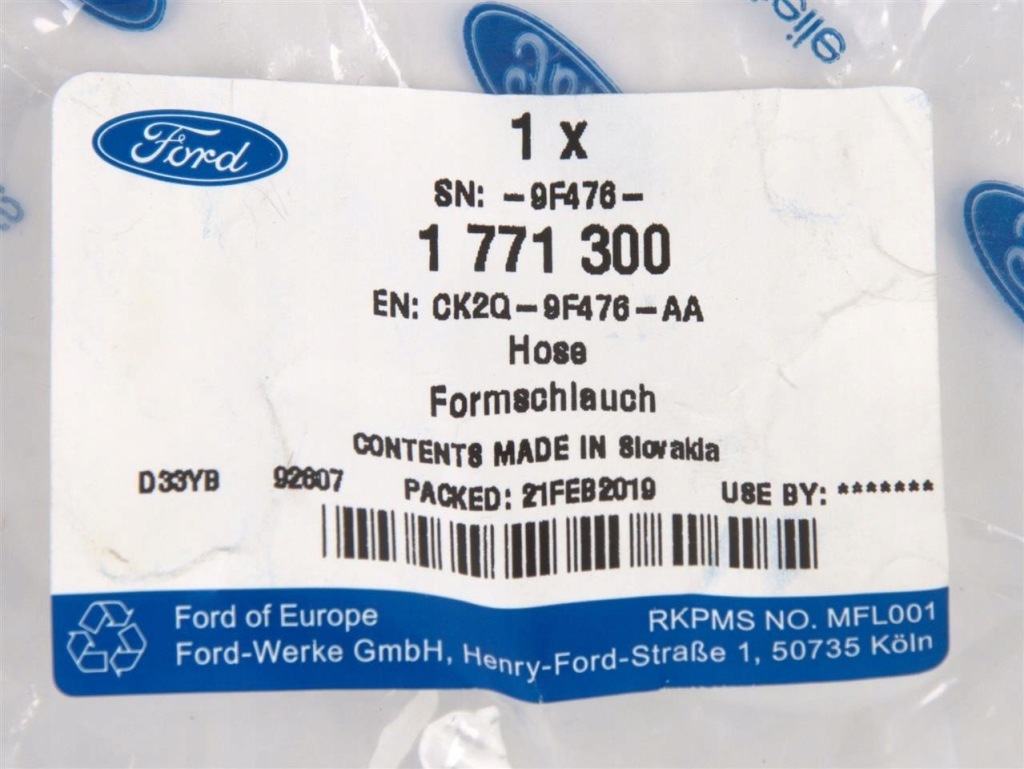 Ford
1 x
SN: -9F476-
1 771 300
EN: CK2Q-9F476-AA
Hose
Formschlauch
CONTENTS MADE IN Slovakia
D33YB 92607 PACKED: 21FEB2019 USE BY: *******
Ford of Europe
RKPMS NO. MFL001
Ford-Werke GmbH, Henry-Ford-Straße 1, 50735 Köln